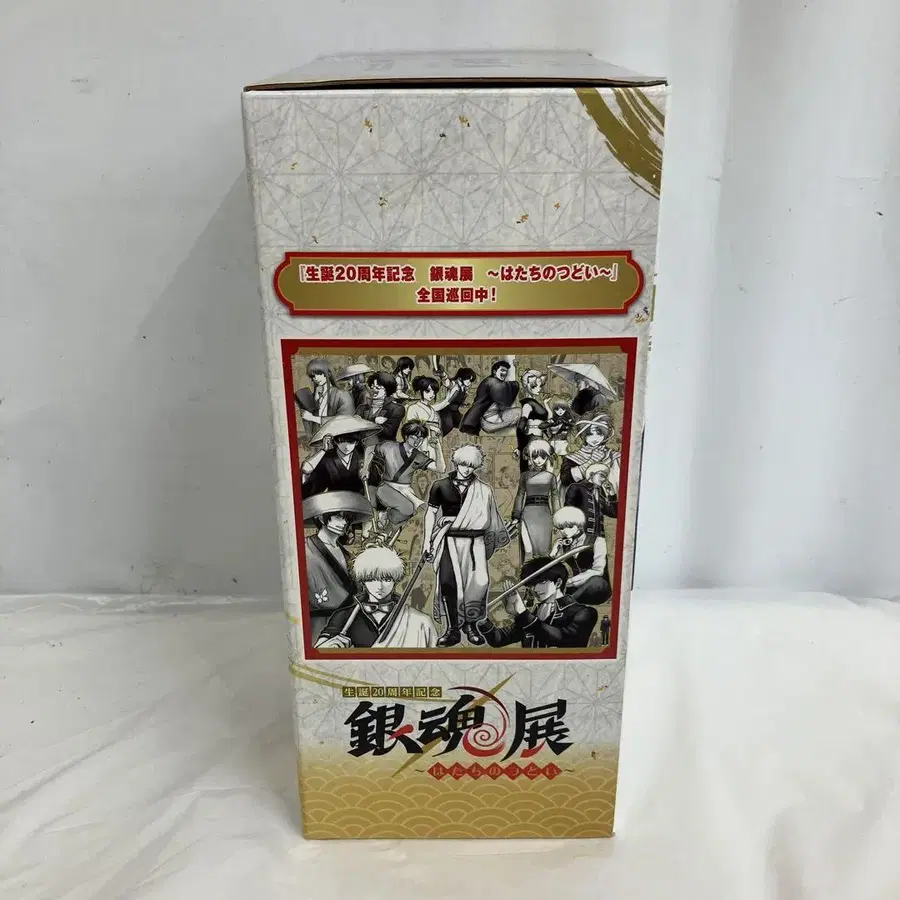 『生誕20周年記念　銀魂展　～はたちのつどい～』
全国巡回中！
生誕20周年記念
銀魂展
～はたちのつどい～